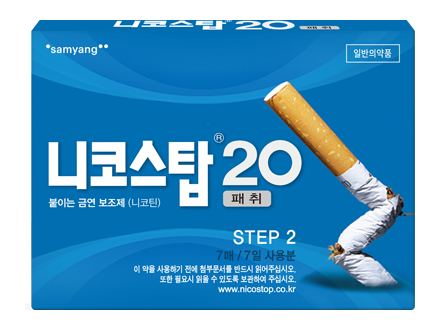 니코스탑 20
패취
*samyang**
일반의약품
니코스탑® 20
패취
붙이는 금연 보조제 (니코틴)
STEP 2
7매 / 7일 사용분
이 약을 사용하기 전에 첨부문서를 반드시 읽어주십시오.
또한 필요시 읽을 수 있도록 보관하여 주십시오.
www.nicostop.co.kr